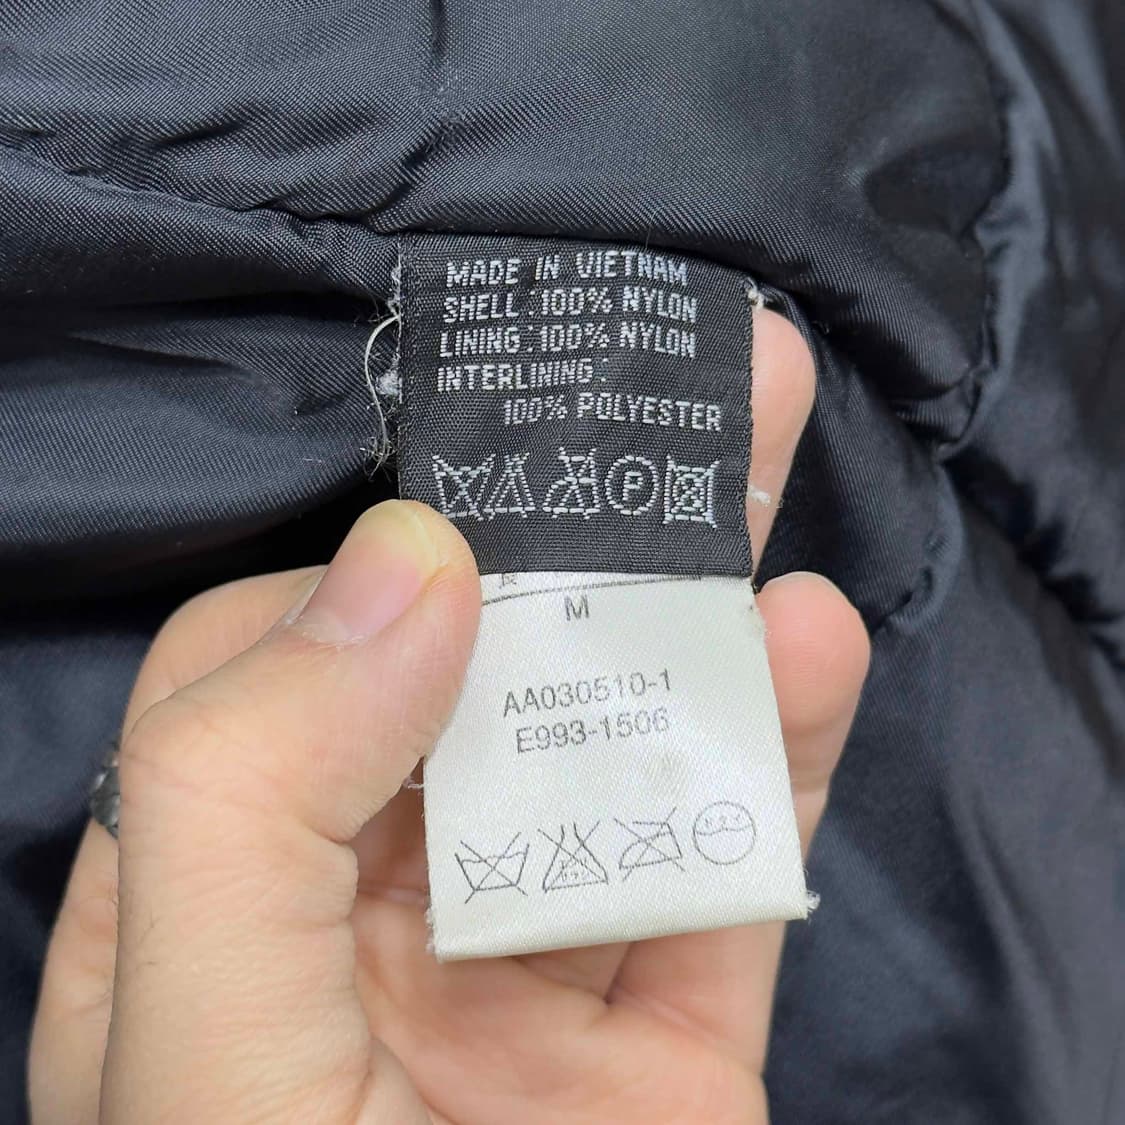 MADE IN VIETNAM
SHELL : 100% NYLON
LINING : 100% NYLON
INTERLINING :
100% POLYESTER
P
M
AA030510-1
E993-1506